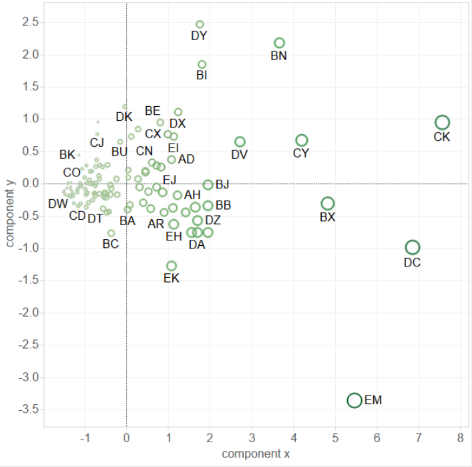 2.5
DY
BN
2.0
BI
1.5
DK
BE
1.0
DX
CK
CJ
BU
CX
EI
DV
CY
0.5
BK
CN
AD
CO
EJ
BJ
0.0
DW
AH
BB
BX
CD
DT
BA
AR
DZ
-0.5
BC
EH
DA
DC
-1.0
EK
-1.5
-2.0
-2.5
-3.0
EM
-3.5
component y
-1 0 1 2 3 4 5 6 7 8
component x